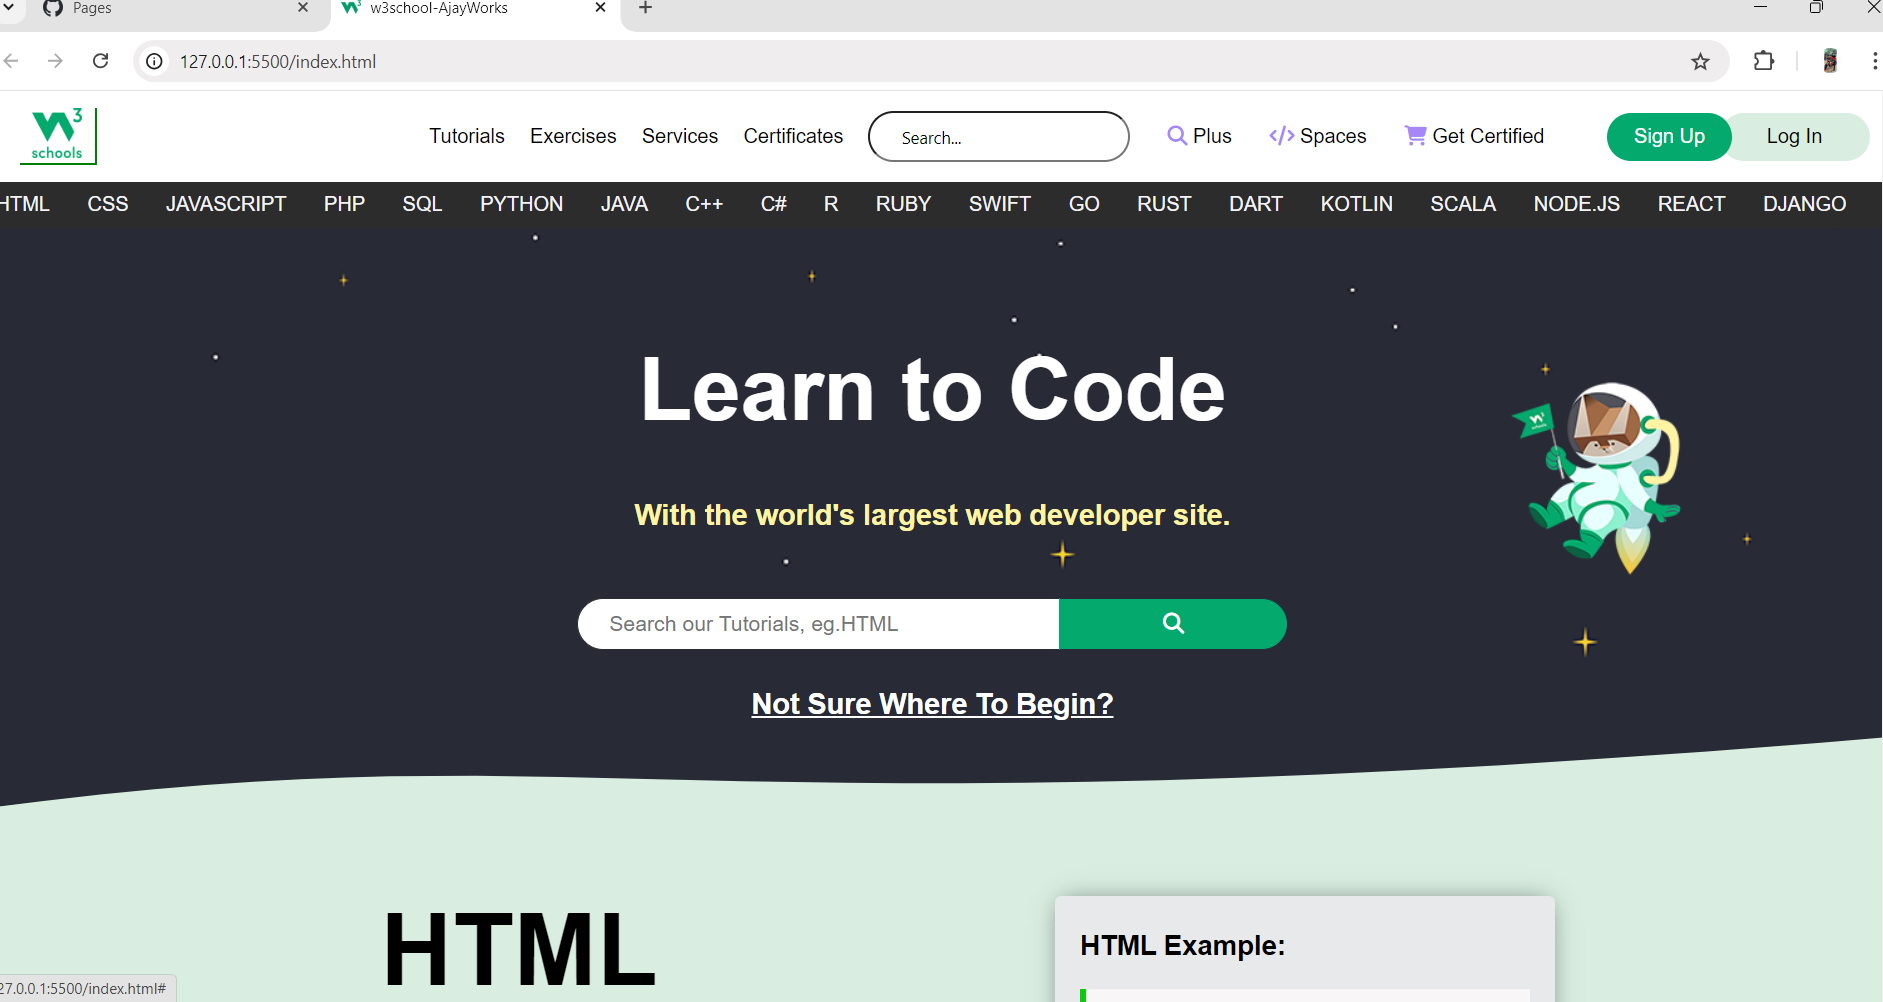 Pages
w3school-AjayWorks
127.0.0.1:5500/index.html
W3
schools
Tutorials Exercises Services Certificates Search... Plus </> Spaces Get Certified Sign Up Log In
HTML CSS JAVASCRIPT PHP SQL PYTHON JAVA C++ C# R RUBY SWIFT GO RUST DART KOTLIN SCALA NODE.JS REACT DJANGO
Learn to Code
With the world's largest web developer site.
Search our Tutorials, eg.HTML
Not Sure Where To Begin?
HTML
HTML Example:
27.0.0.1:5500/index.html#